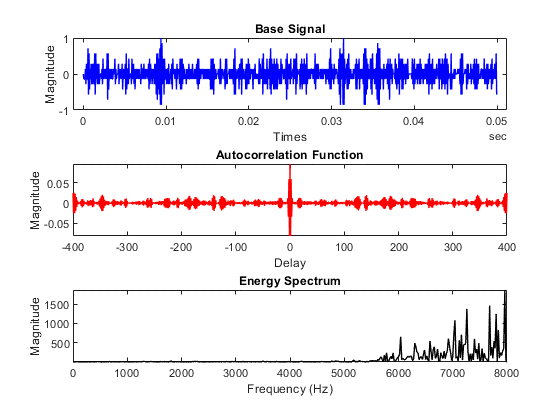 Base Signal
Magnitude
1
0
-1
0 0.01 0.02 0.03 0.04 0.05
Times
sec
Autocorrelation Function
Magnitude
0.05
0
-0.05
-400 -300 -200 -100 0 100 200 300 400
Delay
Energy Spectrum
Magnitude
1500
1000
500
0 1000 2000 3000 4000 5000 6000 7000 8000
Frequency (Hz)